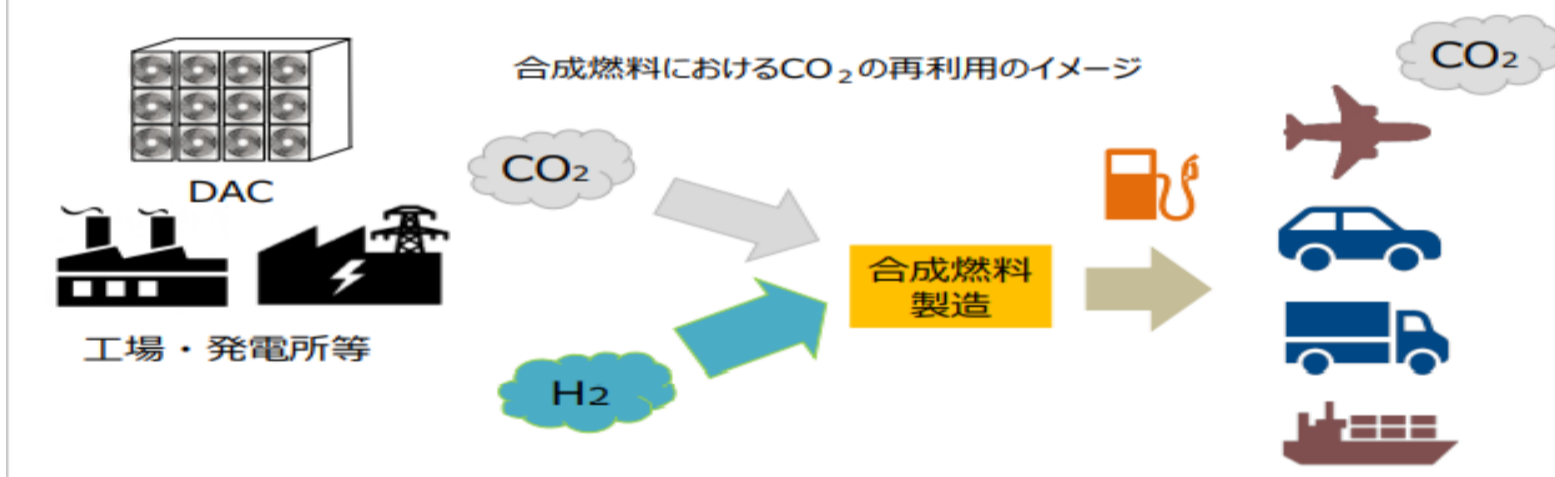 合成燃料におけるCO₂の再利用のイメージ
CO₂
DAC
CO₂
工場・発電所等
合成燃料
製造
H2